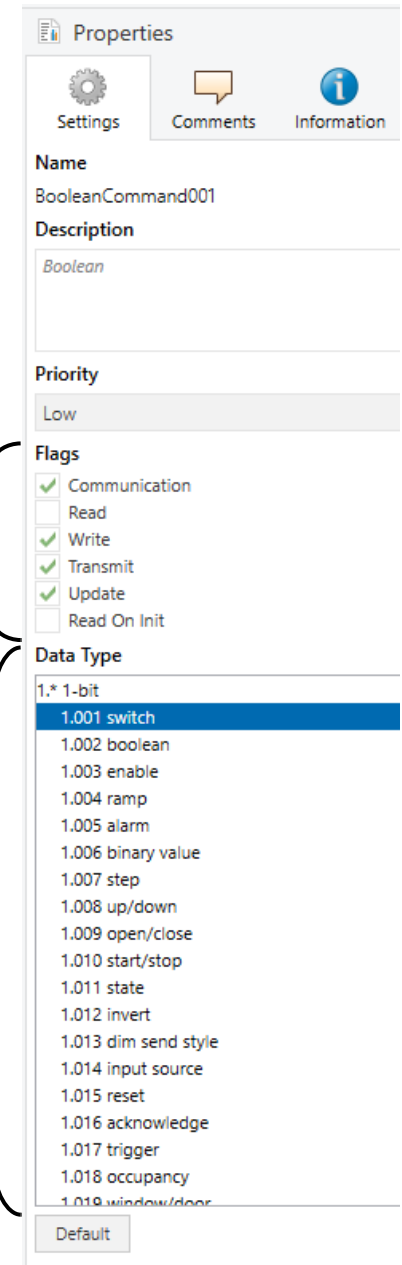 Properties
Settings Comments Information
Name
BooleanCommand001
Description
Boolean
Priority
Low
Flags
Communication
Read
Write
Transmit
Update
Read On Init
Data Type
1.* 1-bit
1.001 switch
1.002 boolean
1.003 enable
1.004 ramp
1.005 alarm
1.006 binary value
1.007 step
1.008 up/down
1.009 open/close
1.010 start/stop
1.011 state
1.012 invert
1.013 dim send style
1.014 input source
1.015 reset
1.016 acknowledge
1.017 trigger
1.018 occupancy
1.019 window/door
Default